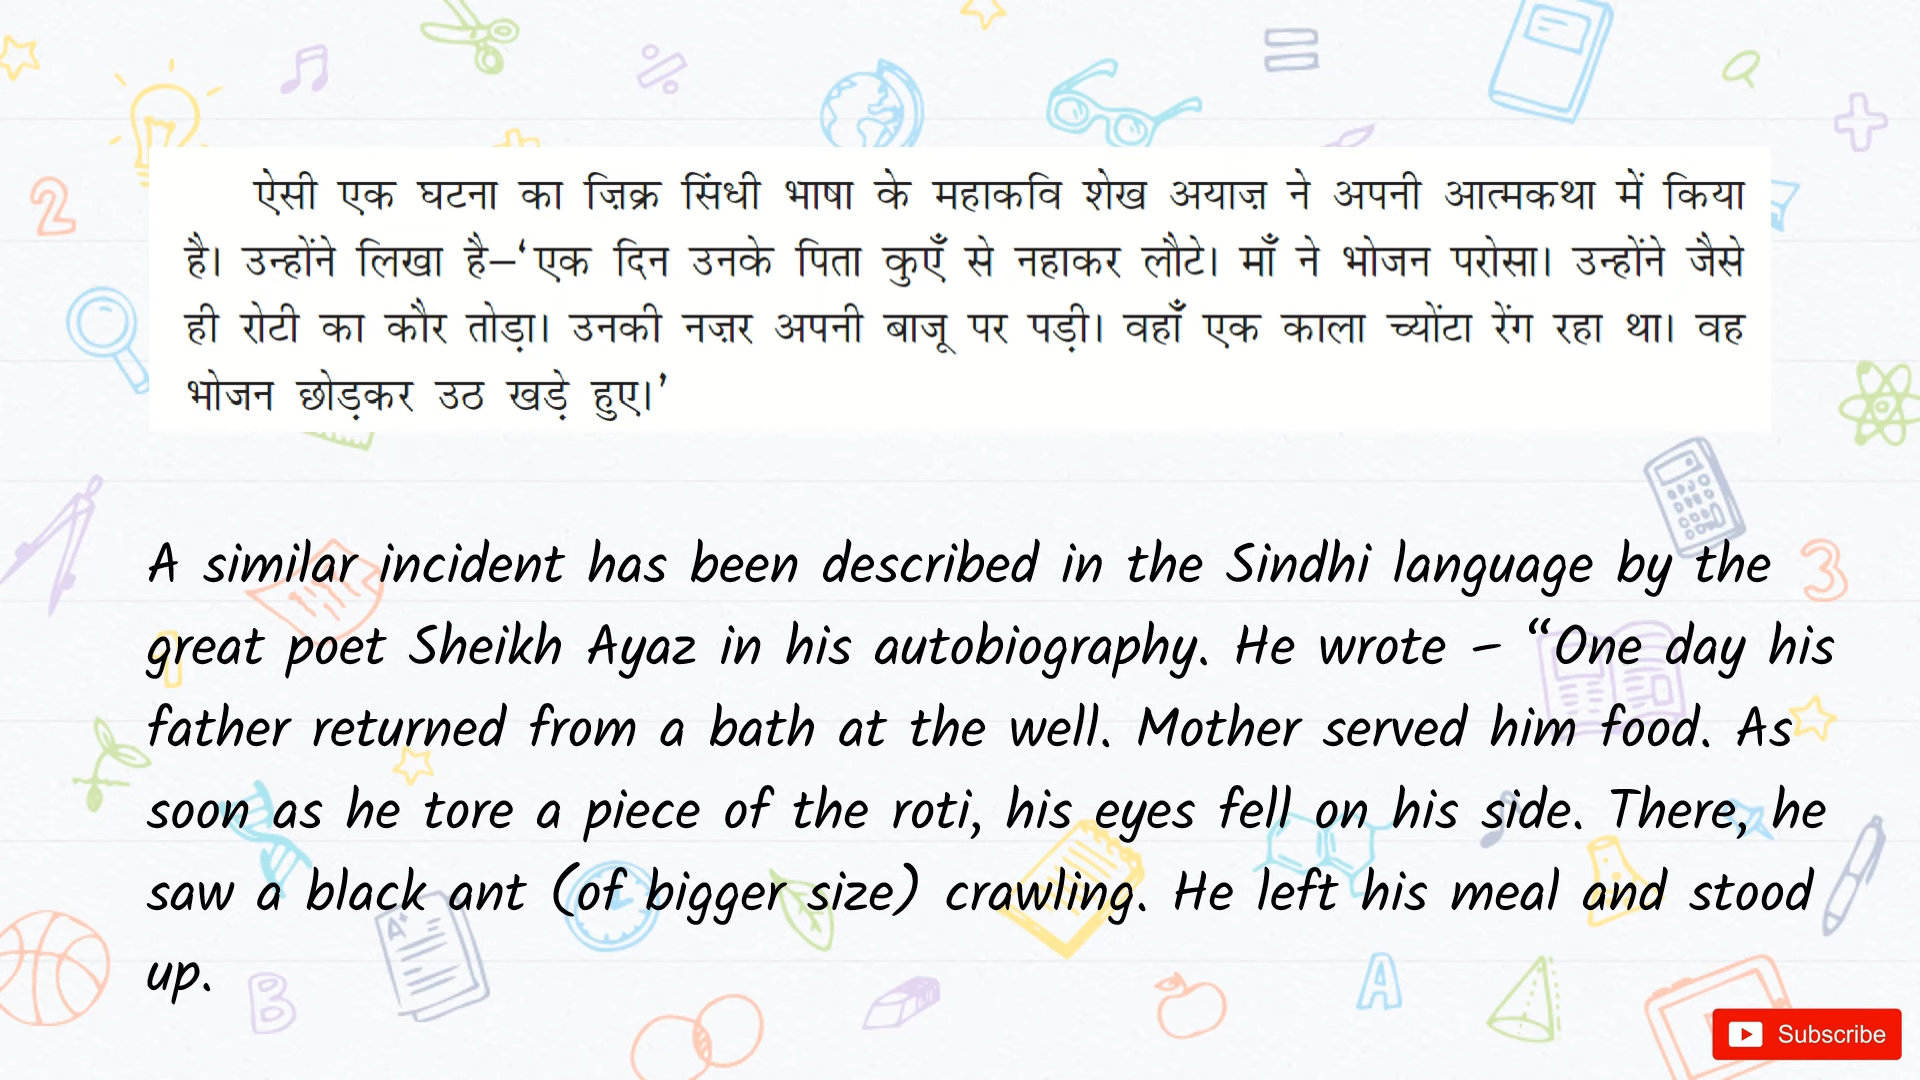 ऐसी एक घटना का ज़िक्र सिंधी भाषा के महाकवि शेख अयाज़ ने अपनी आत्मकथा में किया
है। उन्होंने लिखा है–‘एक दिन उनके पिता कुएँ से नहाकर लौटे। माँ ने भोजन परोसा। उन्होंने जैसे
ही रोटी का कौर तोड़ा। उनकी नज़र अपनी बाजू पर पड़ी। वहाँ एक काला च्योंटा रेंग रहा था। वह
भोजन छोड़कर उठ खड़े हुए।’
A similar incident has been described in the Sindhi language by the
great poet Sheikh Ayaz in his autobiography. He wrote – “One day his
father returned from a bath at the well. Mother served him food. As
soon as he tore a piece of the roti, his eyes fell on his side. There, he
saw a black ant (of bigger size) crawling. He left his meal and stood
up.
Subscribe